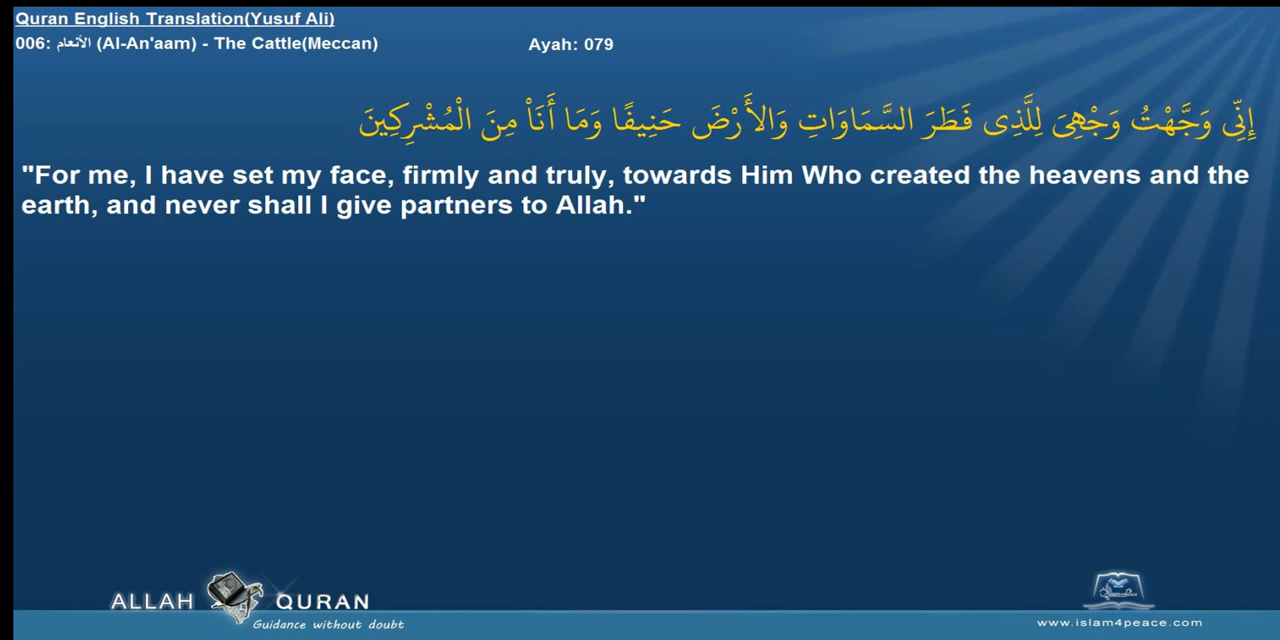 Quran English Translation(Yusuf Ali)
006: الأنعام (Al-An'aam) - The Cattle(Meccan) Ayah: 079
إِنِّى وَجَّهْتُ وَجْهِىَ لِلَّذِى فَطَرَ السَّمَاوَاتِ وَالأَرْضَ حَنِيفًا وَمَا أَنَاْ مِنَ الْمُشْرِكِينَ
"For me, I have set my face, firmly and truly, towards Him Who created the heavens and the
earth, and never shall I give partners to Allah."
ALLAH QURAN
Guidance without doubt
www.islam4peace.com